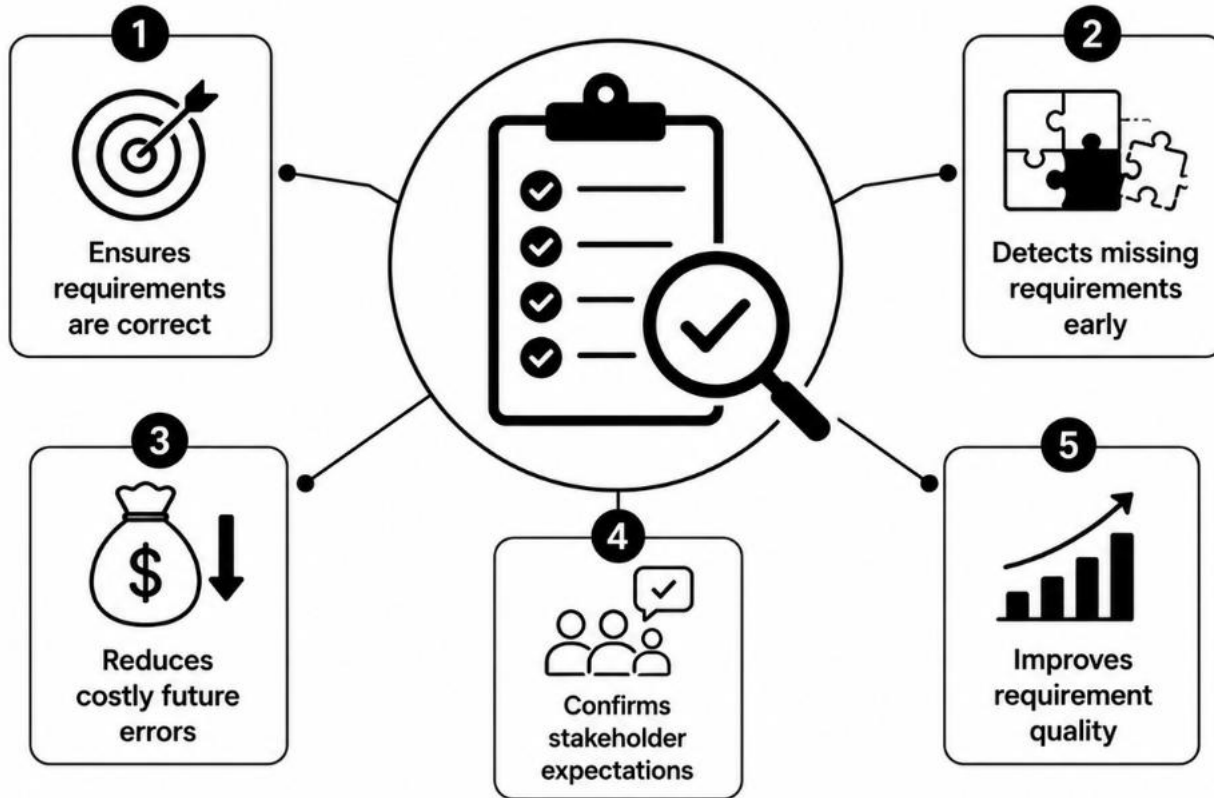 1
Ensures
requirements
are correct
2
Detects missing
requirements
early
3
$
Reduces
costly future
errors
4
Confirms
stakeholder
expectations
5
Improves
requirement
quality